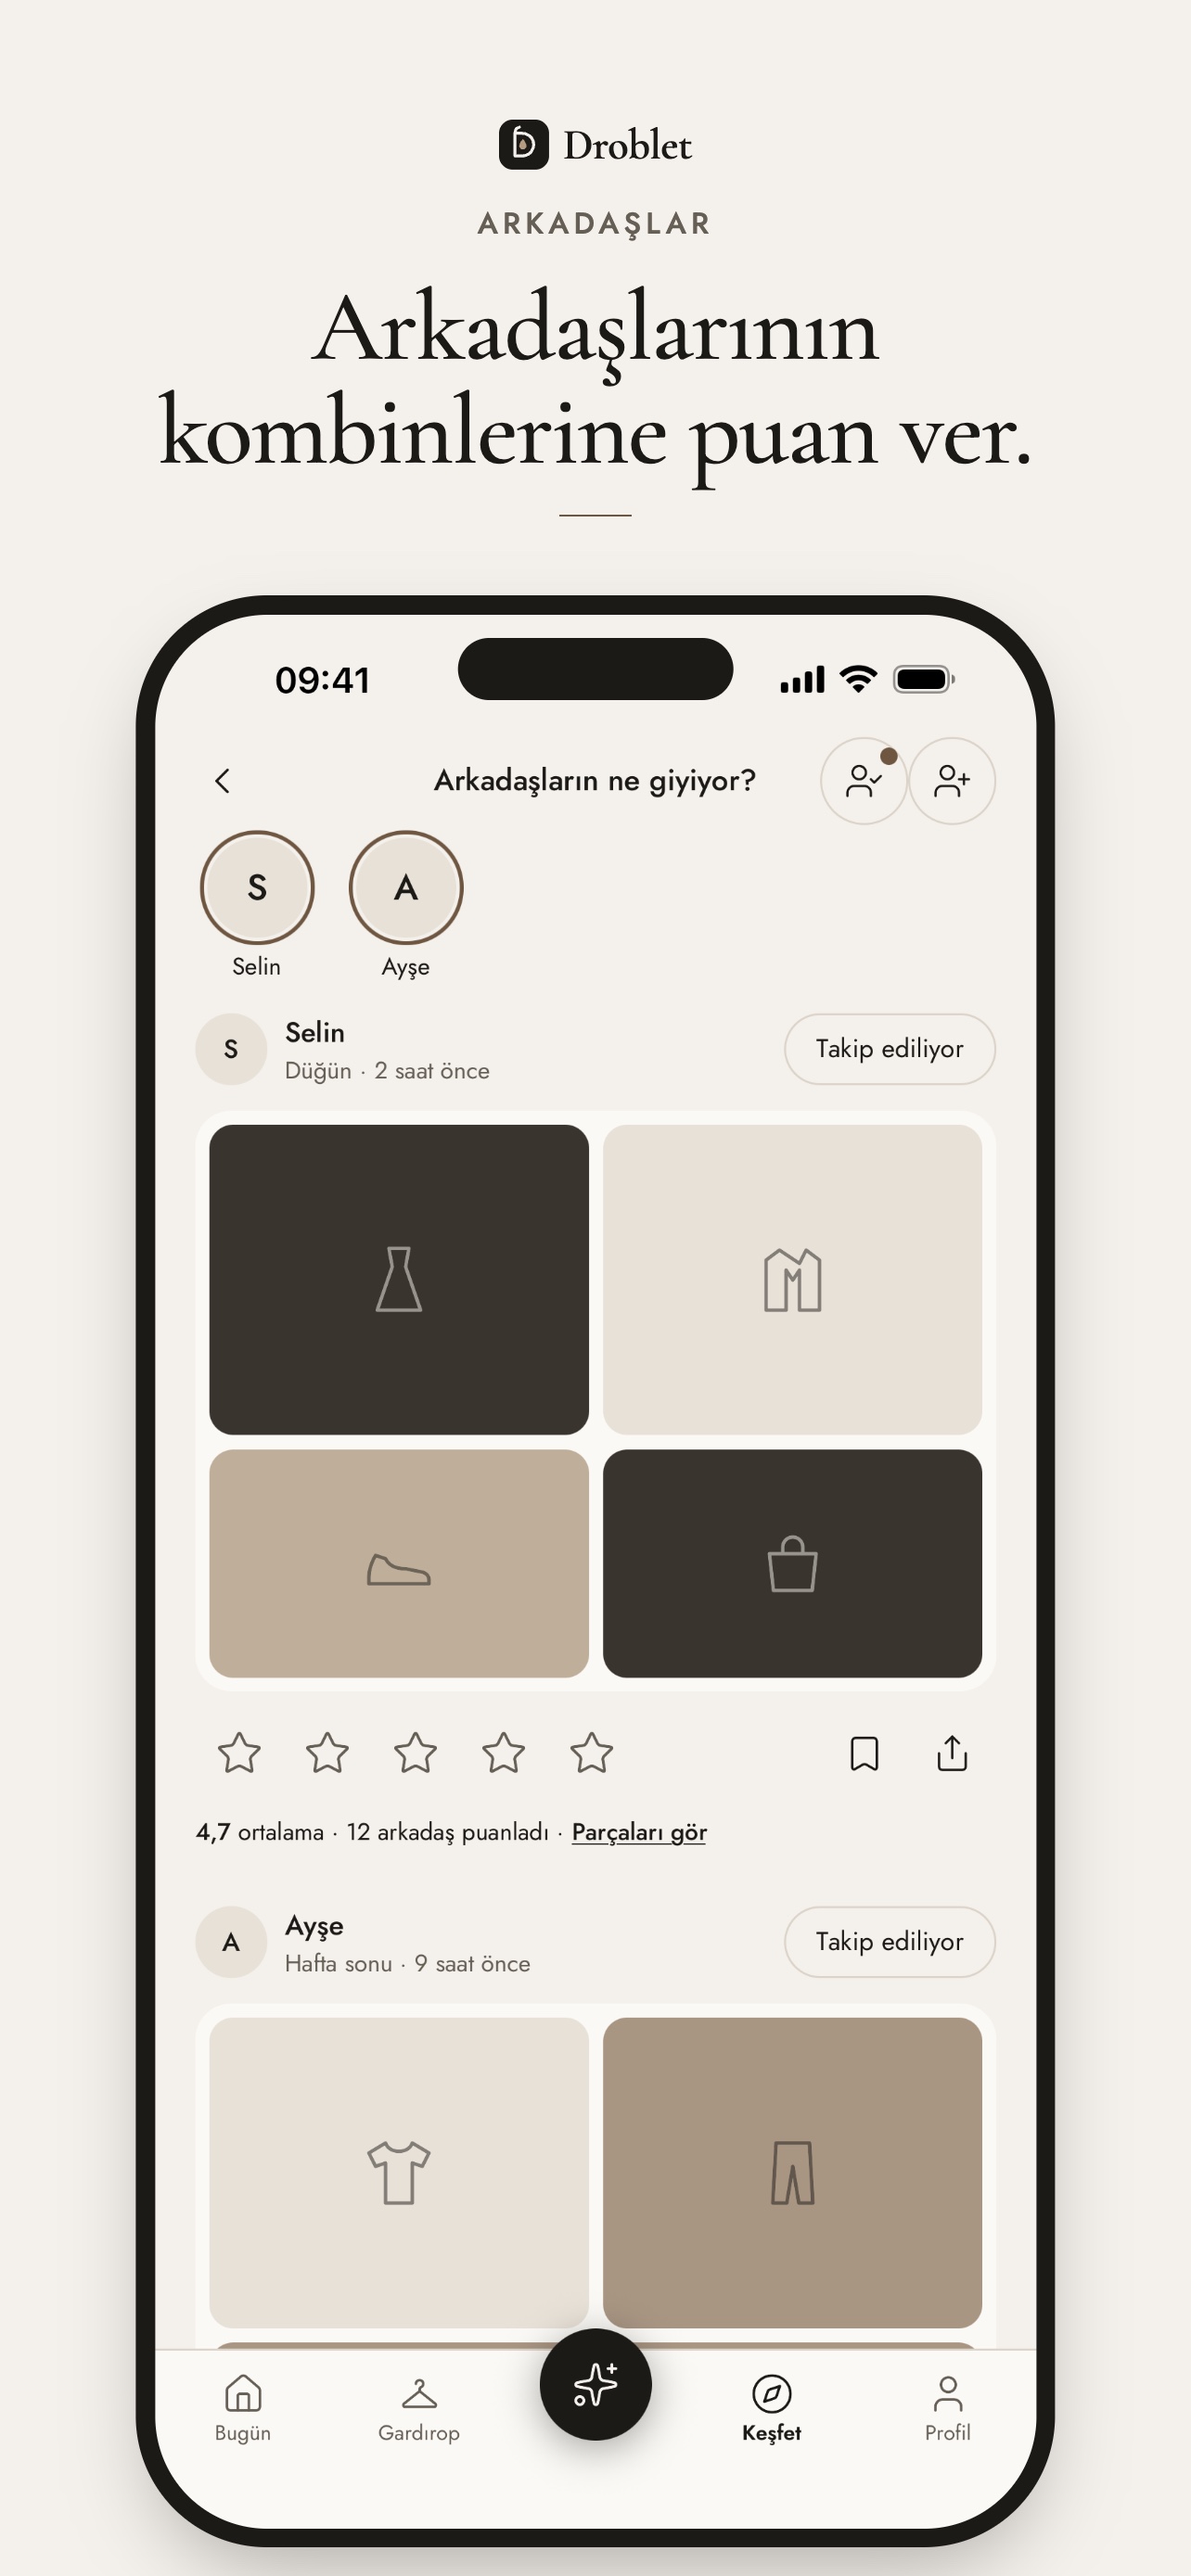 Droblet
ARKADAŞLAR
Arkadaşlarının
kombinlerine puan ver.
09:41
Arkadaşların ne giyiyor?
S
A
Selin
Ayşe
S
Selin
Düğün · 2 saat önce
Takip ediliyor
4,7 ortalama · 12 arkadaş puanladı · Parçaları gör
A
Ayşe
Hafta sonu · 9 saat önce
Takip ediliyor
Bugün
Gardırop
Keşfet
Profil